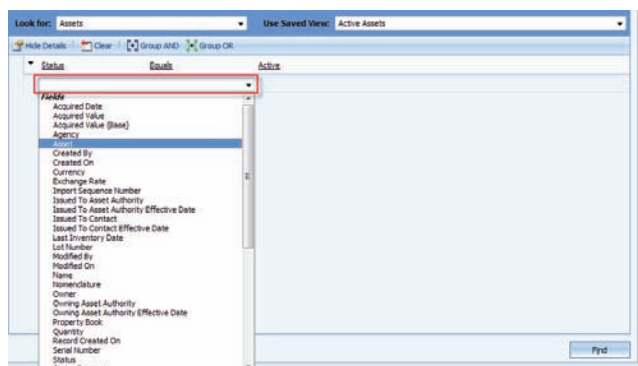 Look for: Assets Use Saved View: Active Assets
Hide Details Clear Group AND Group OR
Status Equals Active
Fields
Acquired Date
Acquired Value
Acquired Value (Base)
Agency
Asset
Created By
Created On
Currency
Exchange Rate
Import Sequence Number
Issued To Asset Authority
Issued To Asset Authority Effective Date
Issued To Contact
Issued To Contact Effective Date
Last Inventory Date
Lot Number
Modified By
Modified On
Name
Nomenclature
Owner
Owning Asset Authority
Owning Asset Authority Effective Date
Property Book
Quantity
Record Created On
Serial Number
Status
Find